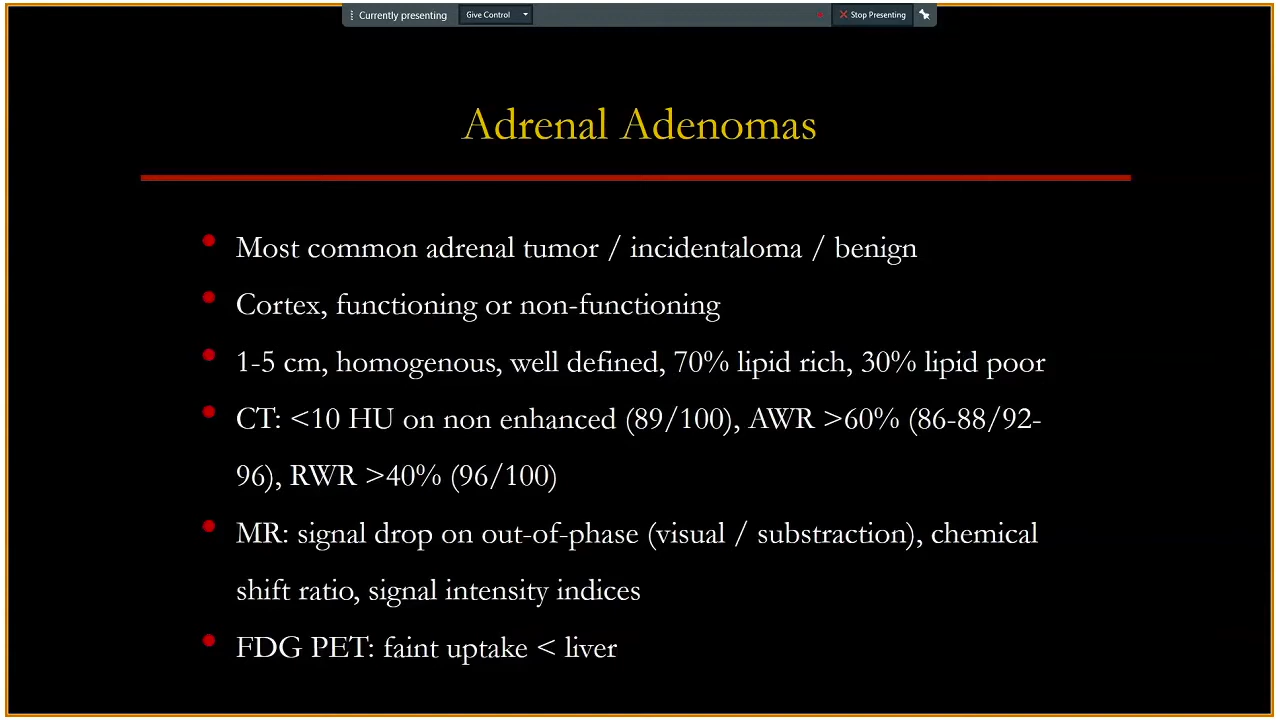 Currently presenting
Give Control
Stop Presenting
Adrenal Adenomas
Most common adrenal tumor / incidentaloma / benign
Cortex, functioning or non-functioning
1-5 cm, homogenous, well defined, 70% lipid rich, 30% lipid poor
CT: <10 HU on non enhanced (89/100), AWR >60% (86-88/92-
96), RWR >40% (96/100)
MR: signal drop on out-of-phase (visual / substraction), chemical
shift ratio, signal intensity indices
FDG PET: faint uptake < liver